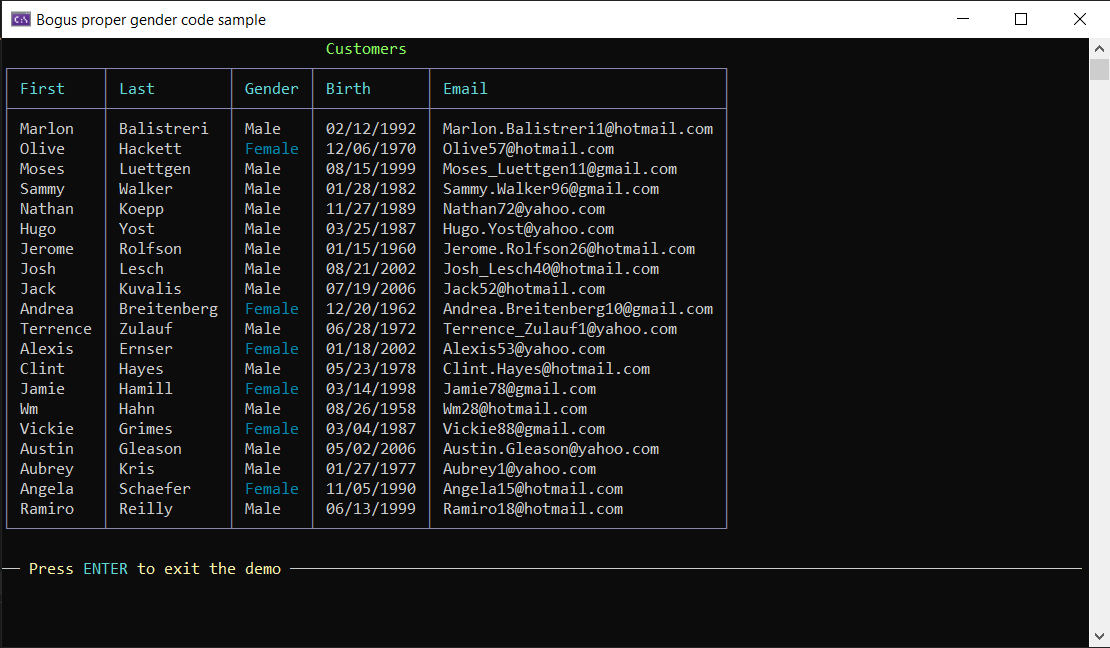 Bogus proper gender code sample
Customers
First Last Gender Birth Email
Marlon Balistreri Male 02/12/1992 Marlon.Balistreri1@hotmail.com
Olive Hackett Female 12/06/1970 Olive57@hotmail.com
Moses Luettgen Male 08/15/1999 Moses_Luettgen11@gmail.com
Sammy Walker Male 01/28/1982 Sammy.Walker96@gmail.com
Nathan Koepp Male 11/27/1989 Nathan72@yahoo.com
Hugo Yost Male 03/25/1987 Hugo.Yost@yahoo.com
Jerome Rolfson Male 01/15/1960 Jerome.Rolfson26@hotmail.com
Josh Lesch Male 08/21/2002 Josh_Lesch40@hotmail.com
Jack Kuvalis Male 07/19/2006 Jack52@hotmail.com
Andrea Breitenberg Female 12/20/1962 Andrea.Breitenberg10@gmail.com
Terrence Zulauf Male 06/28/1972 Terrence_Zulauf1@yahoo.com
Alexis Ernser Female 01/18/2002 Alexis53@yahoo.com
Clint Hayes Male 05/23/1978 Clint.Hayes@hotmail.com
Jamie Hamill Female 03/14/1998 Jamie78@gmail.com
Wm Hahn Male 08/26/1958 Wm28@hotmail.com
Vickie Grimes Female 03/04/1987 Vickie88@gmail.com
Austin Gleason Male 05/02/2006 Austin.Gleason@yahoo.com
Aubrey Kris Male 01/27/1977 Aubrey1@yahoo.com
Angela Schaefer Female 11/05/1990 Angela15@hotmail.com
Ramiro Reilly Male 06/13/1999 Ramiro18@hotmail.com
Press ENTER to exit the demo